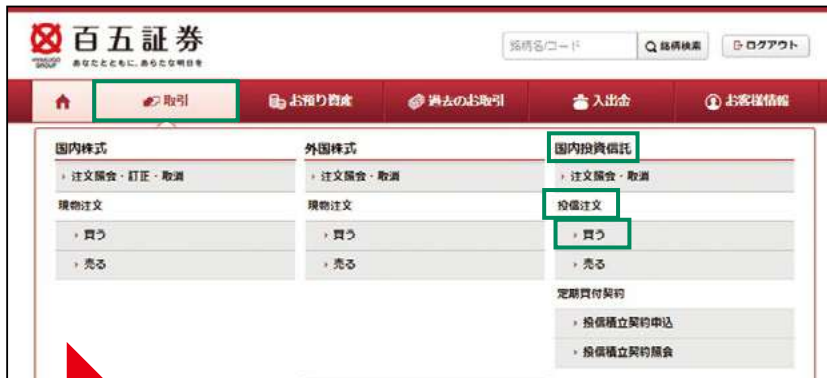 百五証券
HYAKUGO GROUP あなたとともに、あらたな明日を
銘柄名/コード 銘柄検索 ログアウト
取引 お預り資産 過去のお取引 入出金 お客様情報
国内株式 外国株式 国内投資信託
注文照会・訂正・取消 注文照会・取消 注文照会・取消
現物注文 現物注文 投信注文
買う 買う 買う
売る 売る 売る
定期買付契約
投信積立契約申込
投信積立契約照会